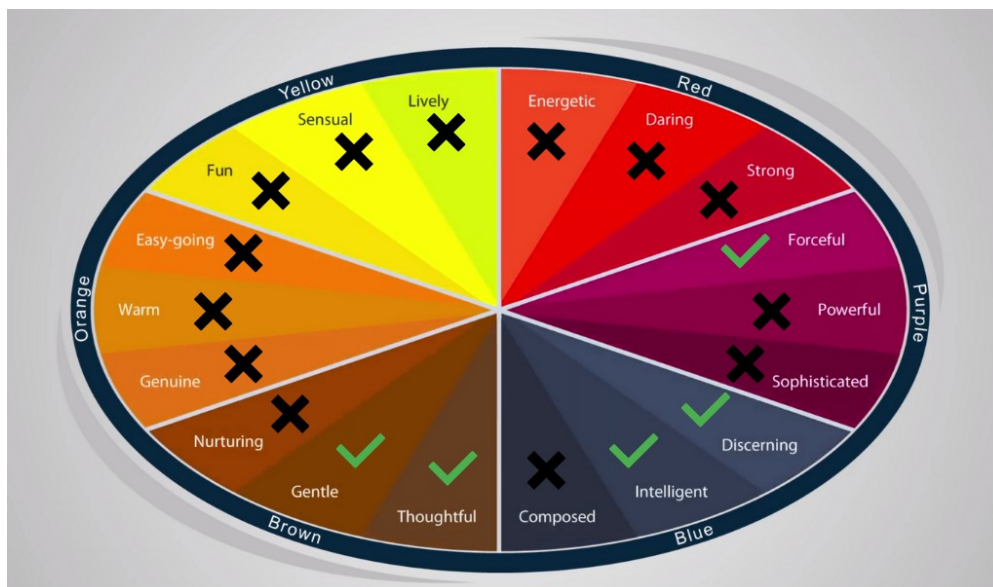 Yellow
Red
Lively
Energetic
Sensual
Daring
Fun
Strong
Easy-going
Forceful
Orange
Warm
Powerful
Purple
Genuine
Sophisticated
Nurturing
Discerning
Gentle
Intelligent
Thoughtful
Composed
Brown
Blue